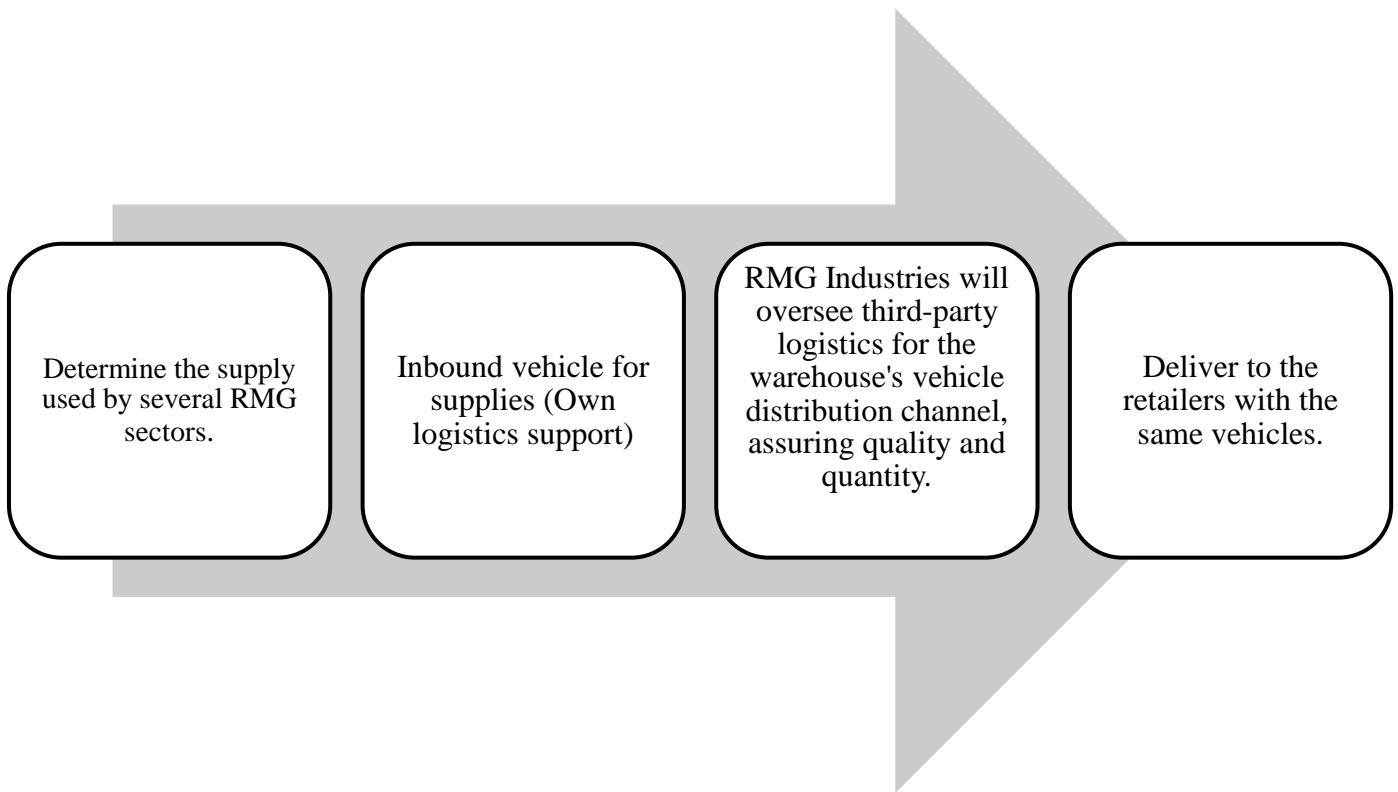 Determine the supply
used by several RMG
sectors.
Inbound vehicle for
supplies (Own
logistics support)
RMG Industries will
oversee third-party
logistics for the
warehouse's vehicle
distribution channel,
assuring quality and
quantity.
Deliver to the
retailers with the
same vehicles.